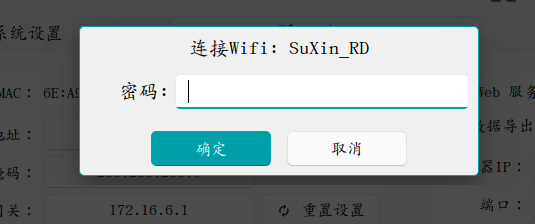 系统设置
连接Wifi：SuXin_RD
MAC：
6E:A9
密码：
Web 服务
数据导出
地址：
确定
取消
器IP：
掩码：
网关：
172.16.6.1
重置设置
端口：